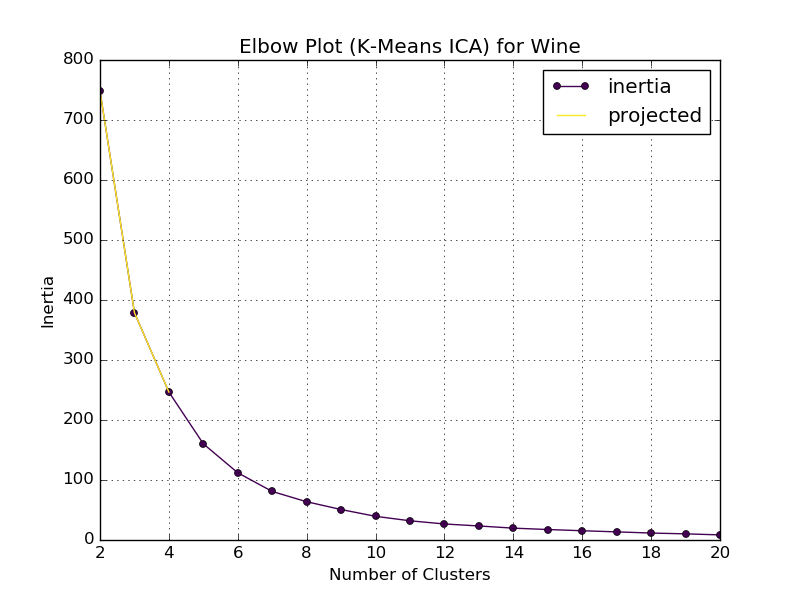 Elbow Plot (K-Means ICA) for Wine
inertia
projected
Inertia
800
700
600
500
400
300
200
100
0
2 4 6 8 10 12 14 16 18 20
Number of Clusters